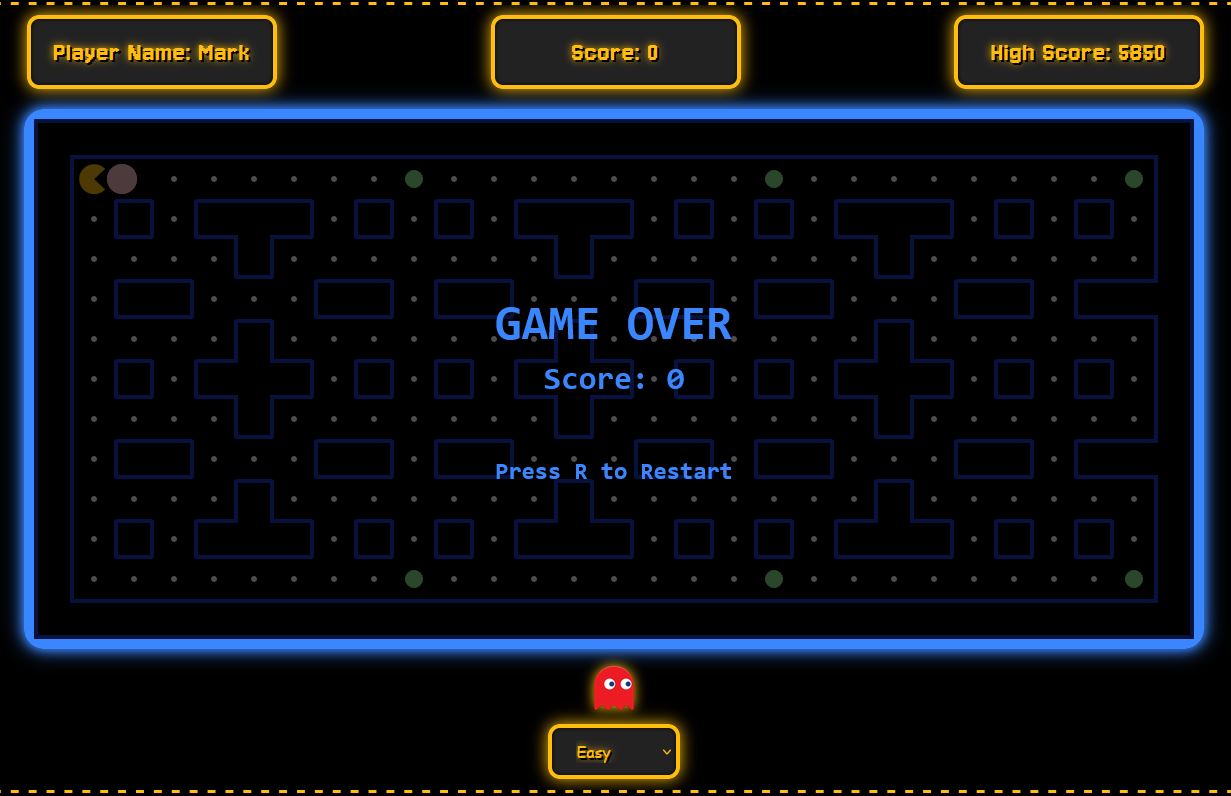 Player Name: Mark
Score: 0
High Score: 5850
GAME OVER
Score: 0
Press R to Restart
Easy